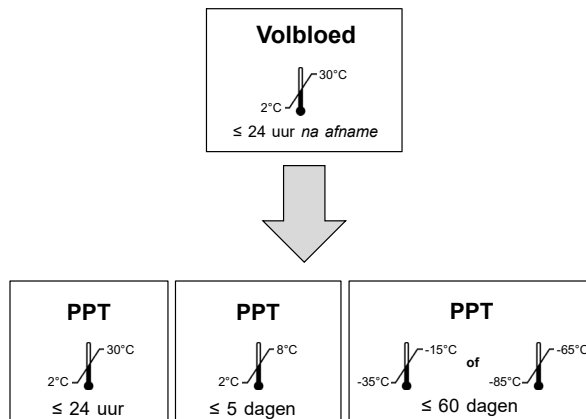 Volbloed
30°C
2°C
≤ 24 uur na afname
PPT
30°C
2°C
≤ 24 uur
PPT
8°C
2°C
≤ 5 dagen
PPT
-15°C
-35°C
of
-65°C
-85°C
≤ 60 dagen